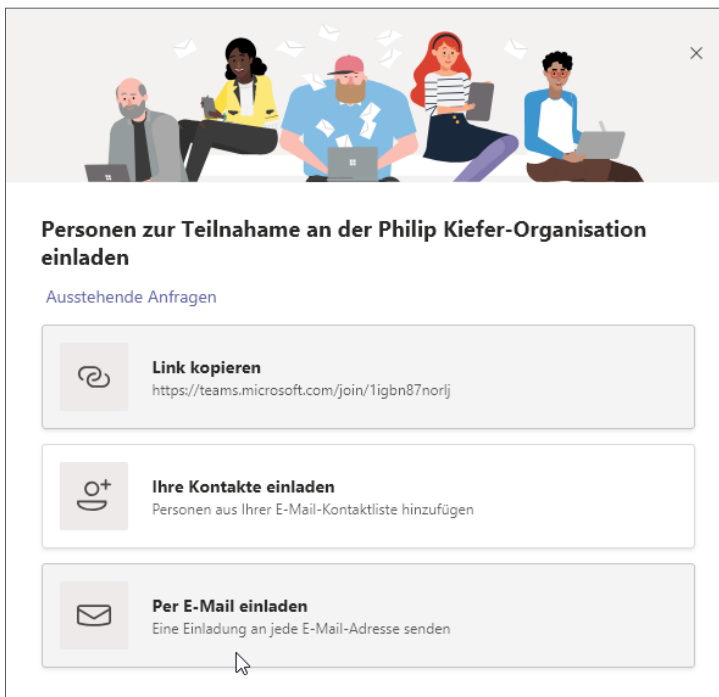 Personen zur Teilnahame an der Philip Kiefer-Organisation
einladen
Ausstehende Anfragen
Link kopieren
https://teams.microsoft.com/join/1igbn87norlj
Ihre Kontakte einladen
Personen aus Ihrer E-Mail-Kontaktliste hinzufügen
Per E-Mail einladen
Eine Einladung an jede E-Mail-Adresse senden